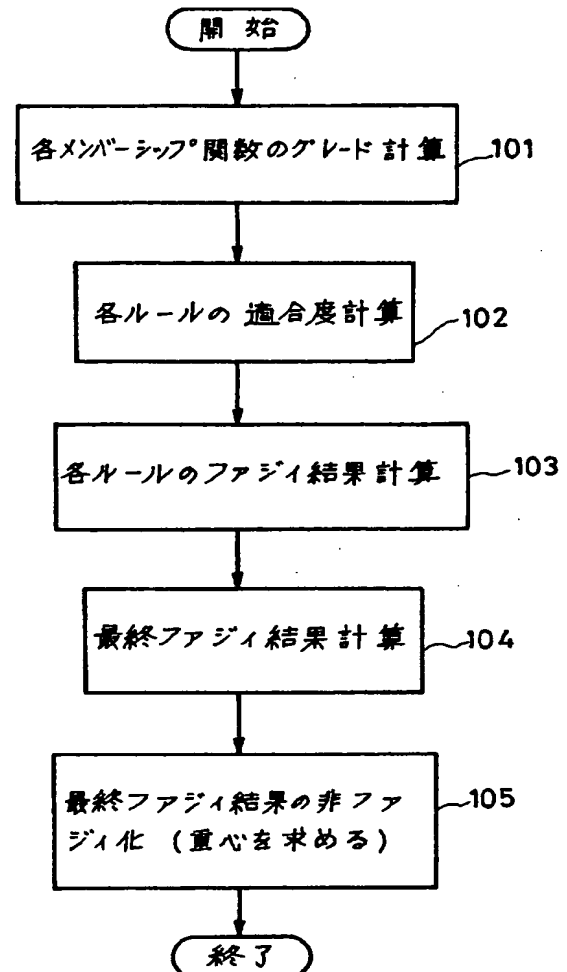 開始
各メンバーシップ関数のグレード計算 101
各ルールの適合度計算 102
各ルールのファジィ結果計算 103
最終ファジィ結果計算 104
最終ファジィ結果の非ファ 105
ジィ化 (重心を求める)
終了